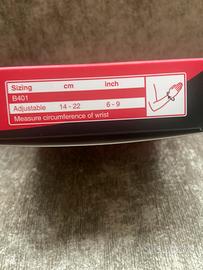 Sizing cm inch
B401
Adjustable 14 - 22 6 - 9
Measure circumference of wrist